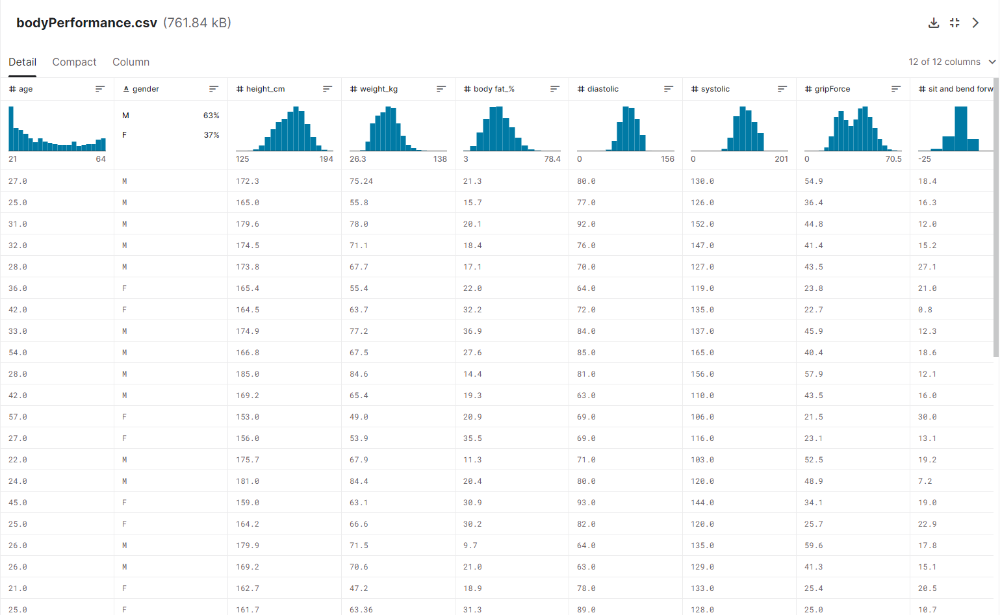 bodyPerformance.csv (761.84 kB)
Detail Compact Column 12 of 12 columns
# age A gender # height_cm # weight_kg # body fat_% # diastolic # systolic # gripForce # sit and bend forw
M 63%
F 37%
21 64 125 194 26.3 138 3 78.4 0 156 0 201 0 70.5 -25
27.0 M 172.3 75.24 21.3 80.0 130.0 54.9 18.4
25.0 M 165.0 55.8 15.7 77.0 126.0 36.4 16.3
31.0 M 179.6 78.0 20.1 92.0 152.0 44.8 12.0
32.0 M 174.5 71.1 18.4 76.0 147.0 41.4 15.2
28.0 M 173.8 67.7 17.1 70.0 127.0 43.5 27.1
36.0 F 165.4 55.4 22.0 64.0 119.0 23.8 21.0
42.0 F 164.5 63.7 32.2 72.0 135.0 22.7 0.8
33.0 M 174.9 77.2 36.9 84.0 137.0 45.9 12.3
54.0 M 166.8 67.5 27.6 85.0 165.0 40.4 18.6
28.0 M 185.0 84.6 14.4 81.0 156.0 57.9 12.1
42.0 M 169.2 65.4 19.3 63.0 110.0 43.5 16.0
57.0 F 153.0 49.0 20.9 69.0 106.0 21.5 30.0
27.0 F 156.0 53.9 35.5 69.0 116.0 23.1 13.1
22.0 M 175.7 67.9 11.3 71.0 103.0 52.5 19.2
24.0 M 181.0 84.4 20.4 80.0 120.0 48.9 7.2
45.0 F 159.0 63.1 30.9 93.0 144.0 34.1 19.0
25.0 F 164.2 66.6 30.2 82.0 120.0 25.7 22.9
26.0 M 179.9 71.5 9.7 64.0 135.0 59.6 17.8
26.0 M 169.2 70.6 21.0 63.0 129.0 41.3 15.1
21.0 F 162.7 47.2 18.9 78.0 133.0 25.4 20.5
25.0 F 161.7 63.36 31.3 89.0 128.0 25.0 10.7